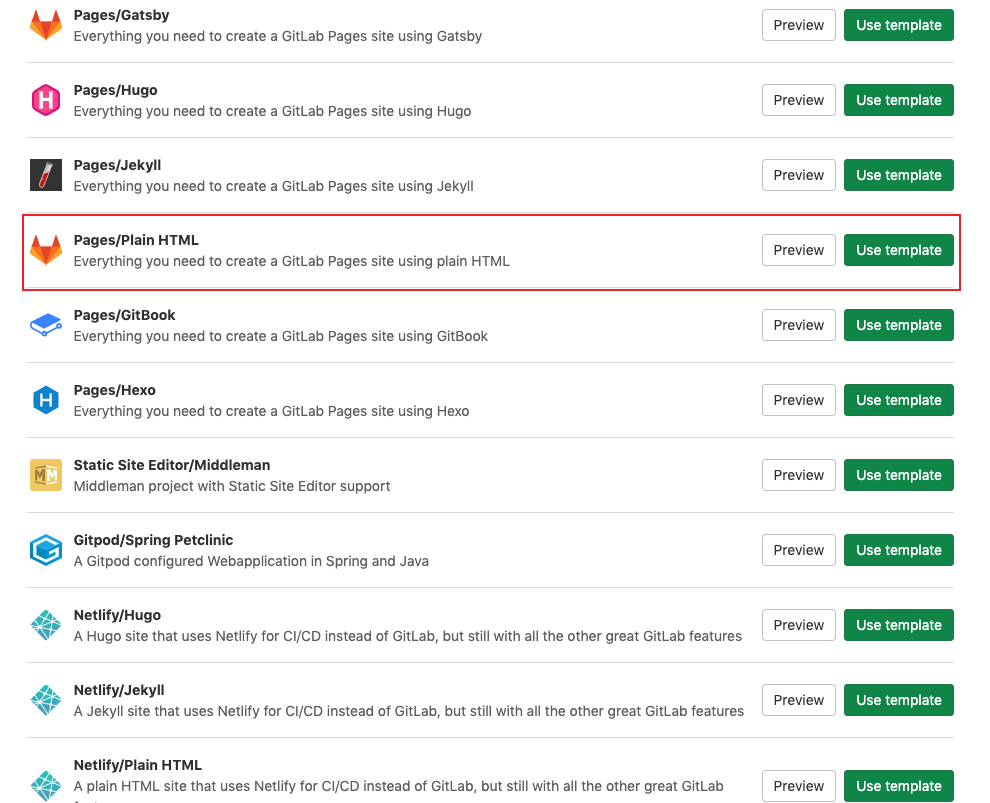 Pages/Gatsby
Everything you need to create a GitLab Pages site using Gatsby
Preview
Use template
Pages/Hugo
Everything you need to create a GitLab Pages site using Hugo
Preview
Use template
Pages/Jekyll
Everything you need to create a GitLab Pages site using Jekyll
Preview
Use template
Pages/Plain HTML
Everything you need to create a GitLab Pages site using plain HTML
Preview
Use template
Pages/GitBook
Everything you need to create a GitLab Pages site using GitBook
Preview
Use template
Pages/Hexo
Everything you need to create a GitLab Pages site using Hexo
Preview
Use template
Static Site Editor/Middleman
Middleman project with Static Site Editor support
Preview
Use template
Gitpod/Spring Petclinic
A Gitpod configured Webapplication in Spring and Java
Preview
Use template
Netlify/Hugo
A Hugo site that uses Netlify for CI/CD instead of GitLab, but still with all the other great GitLab features
Preview
Use template
Netlify/Jekyll
A Jekyll site that uses Netlify for CI/CD instead of GitLab, but still with all the other great GitLab features
Preview
Use template
Netlify/Plain HTML
A plain HTML site that uses Netlify for CI/CD instead of GitLab, but still with all the other great GitLab
Preview
Use template